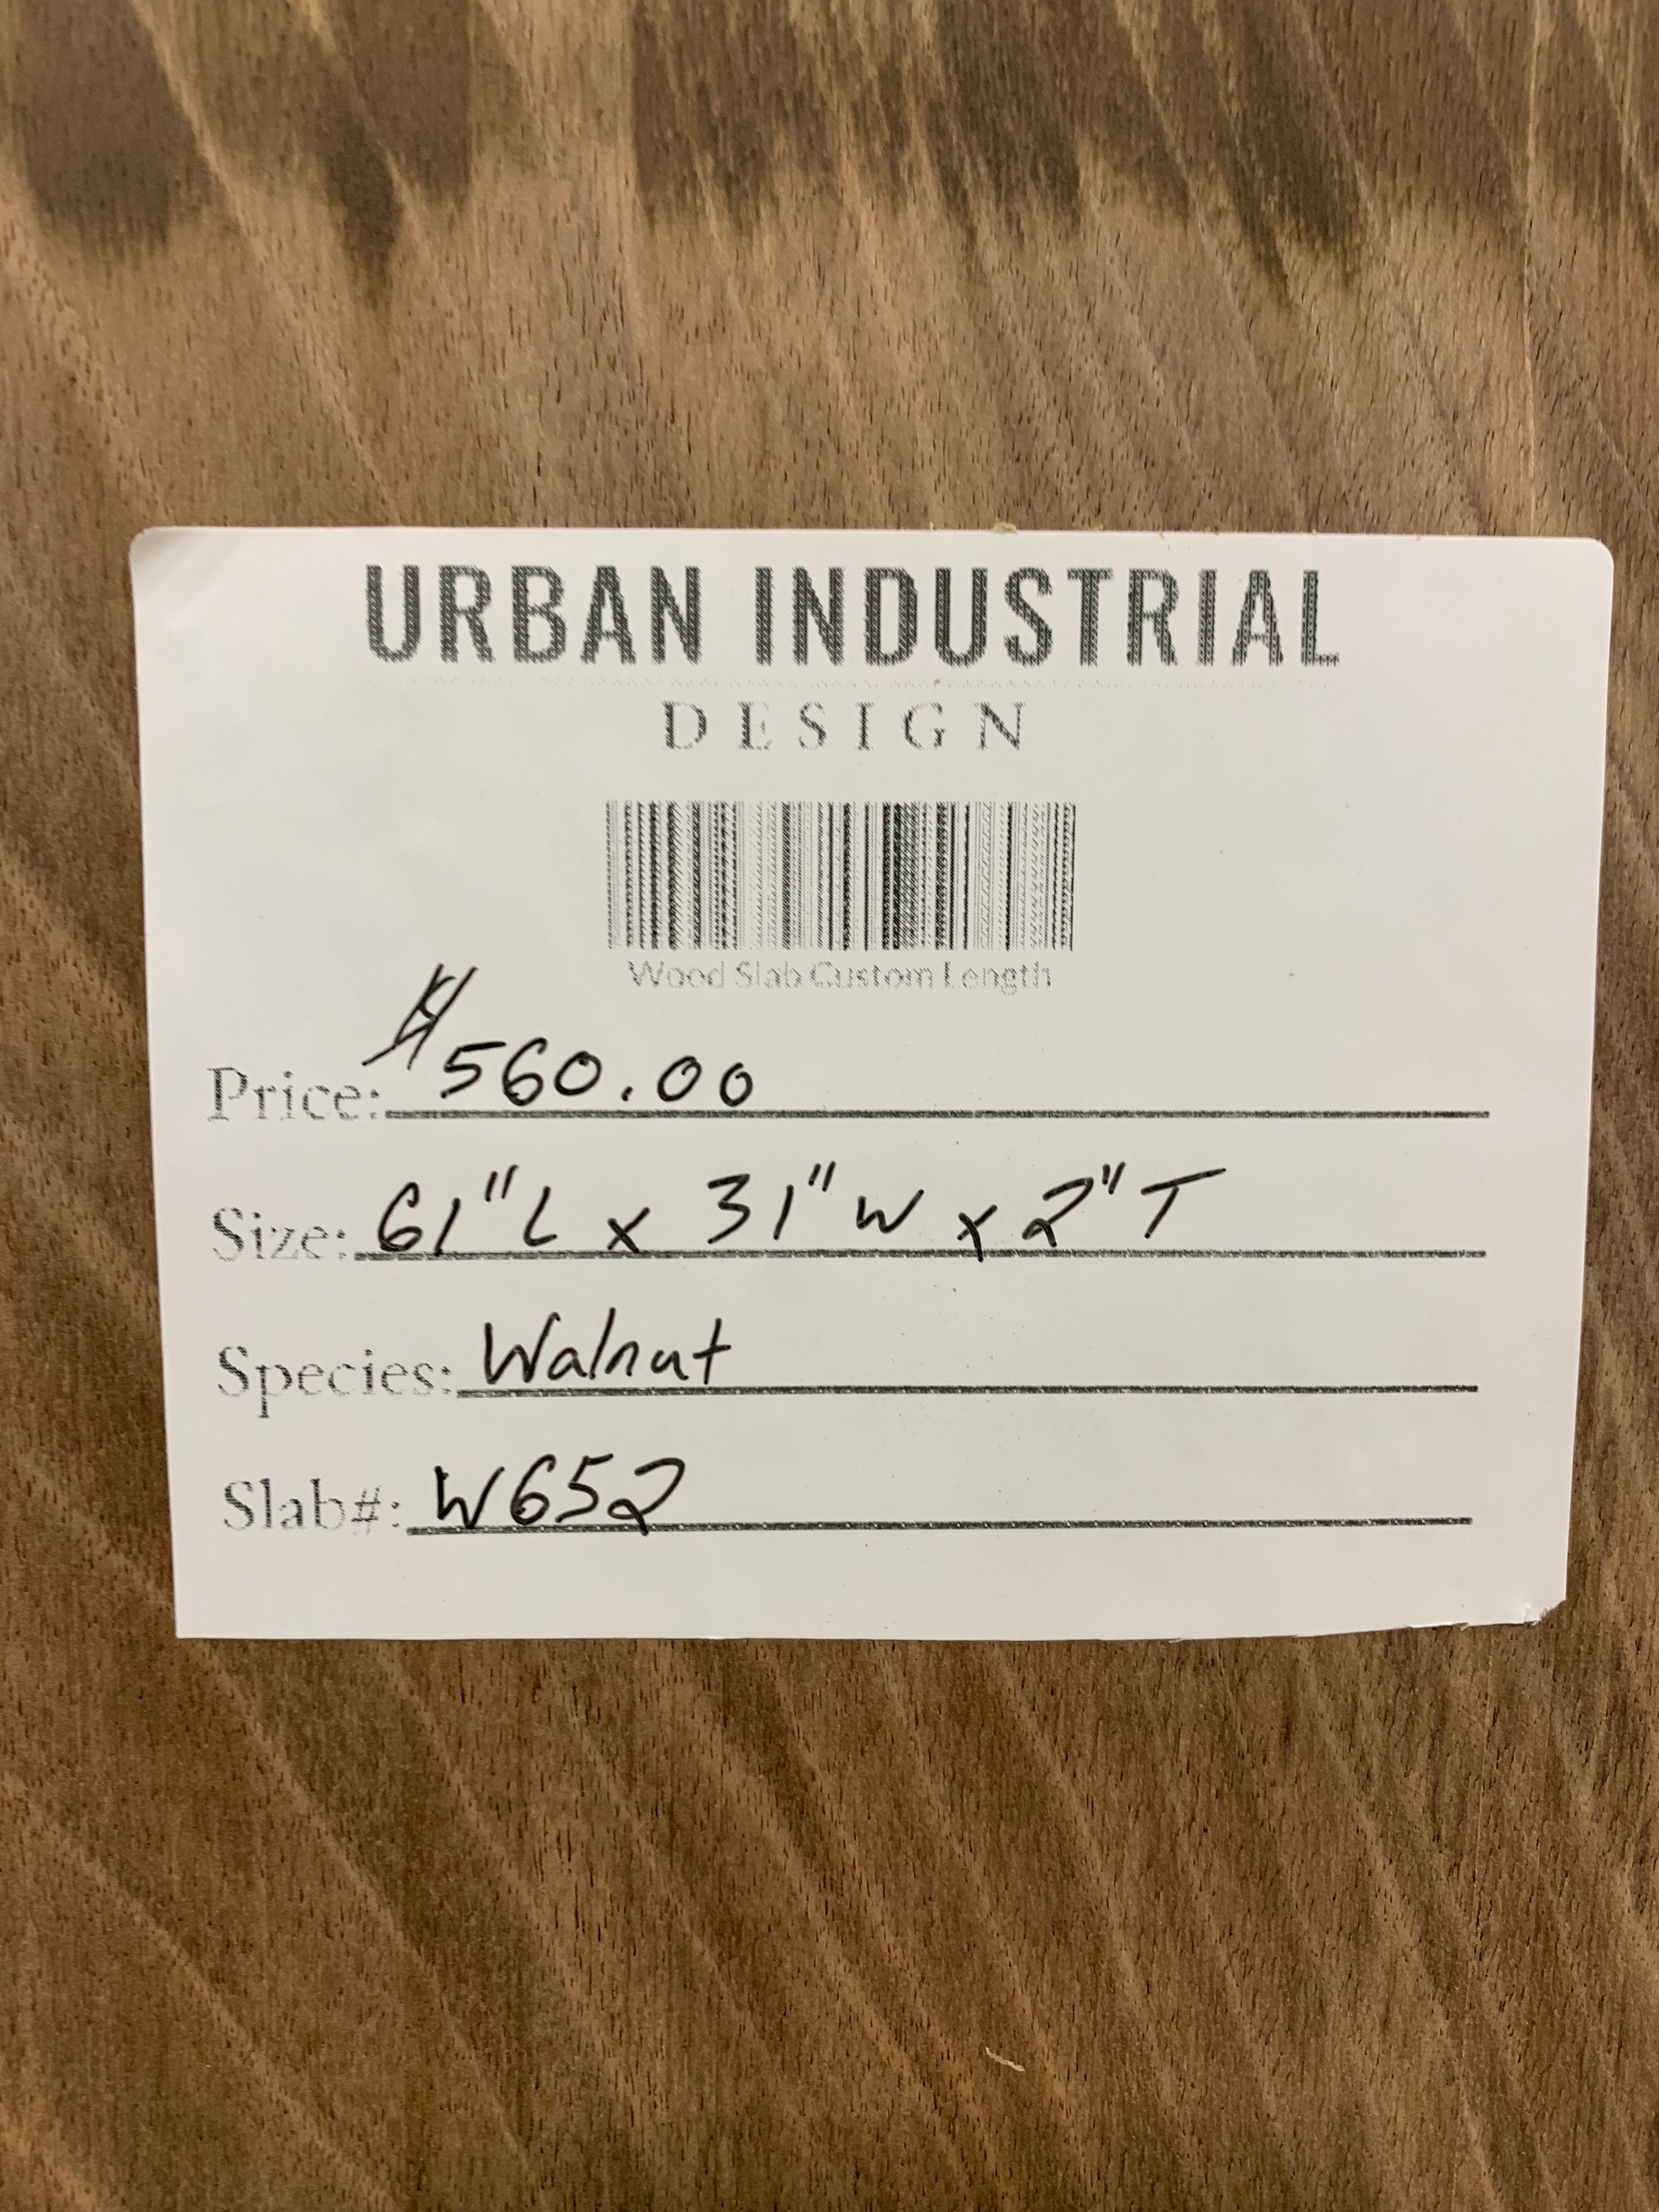 URBAN INDUSTRIAL
DESIGN
Wood Slab Custom Length
Price: $560.00
Size: 61"L x 31"W x 2"T
Species: Walnut
Slab#: W652